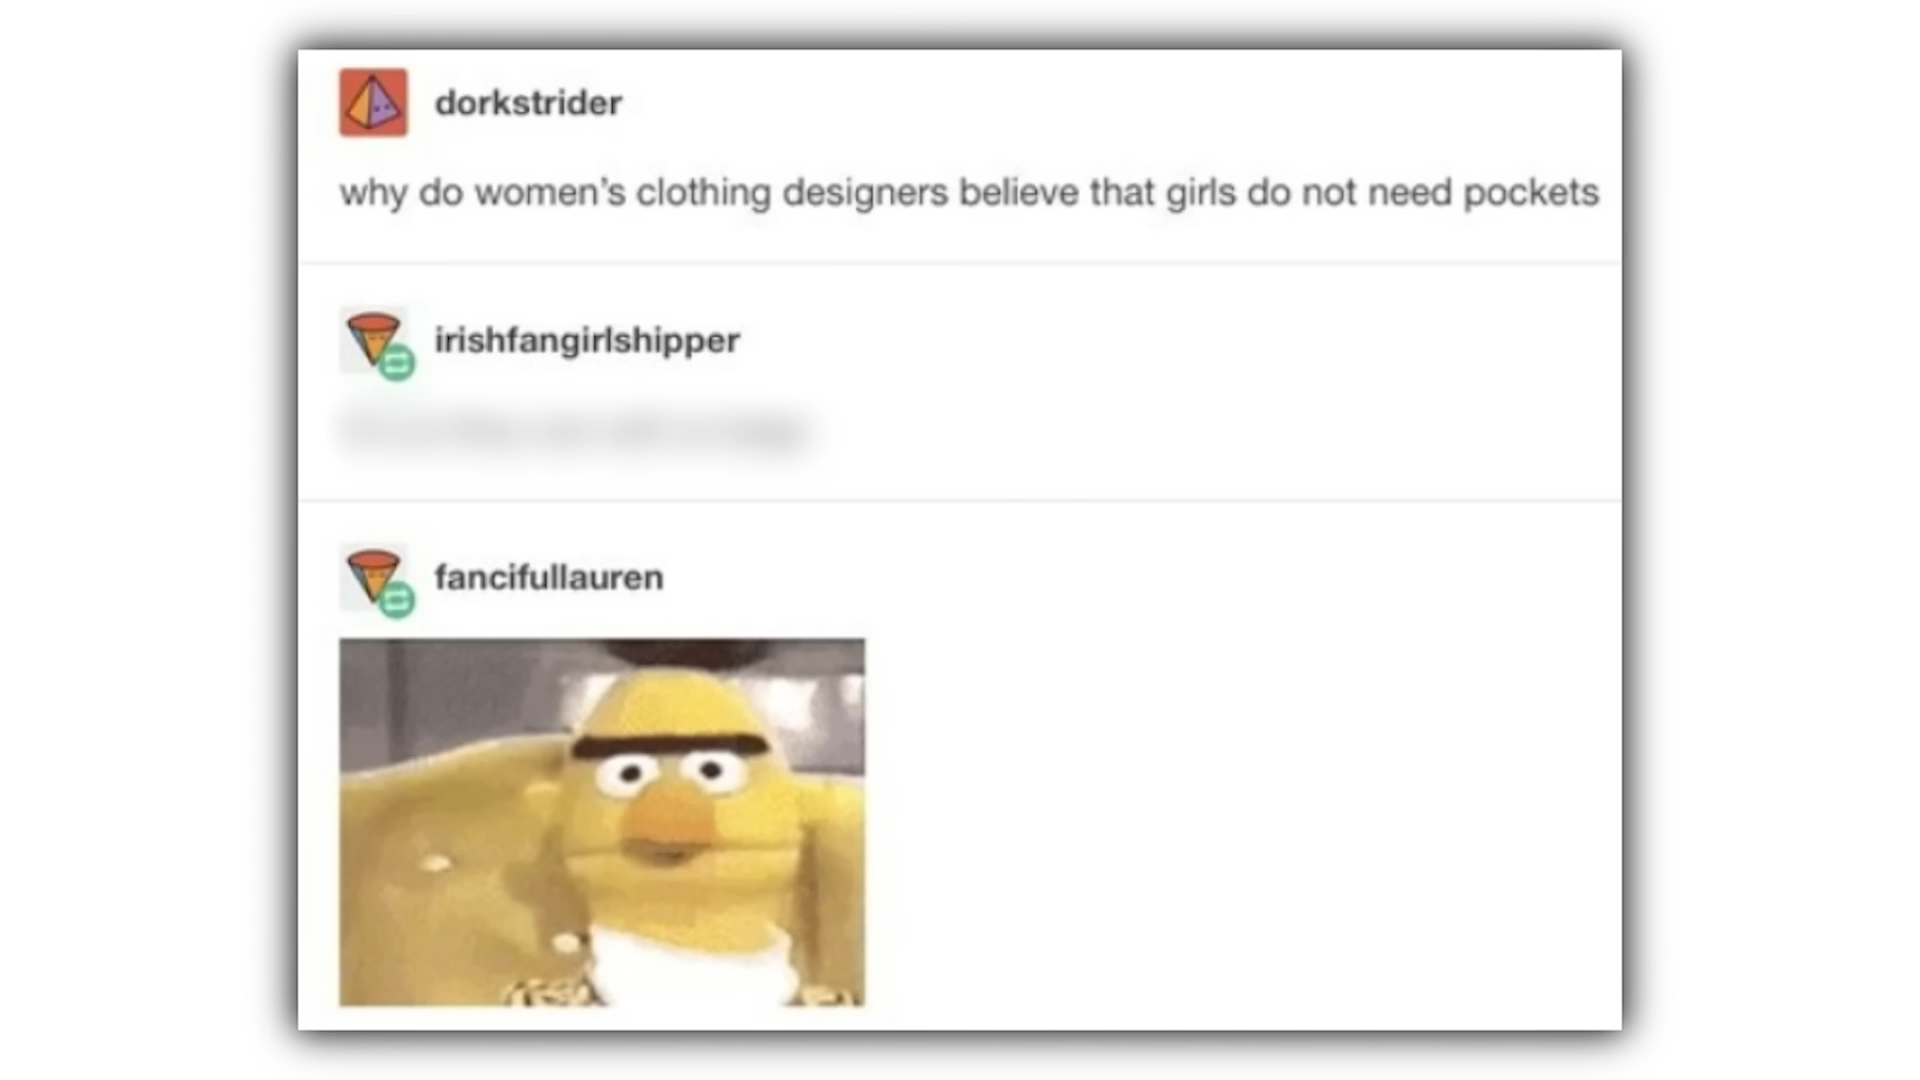 dorkstrider
why do women’s clothing designers believe that girls do not need pockets
irishfangirlshipper
fancifullauren